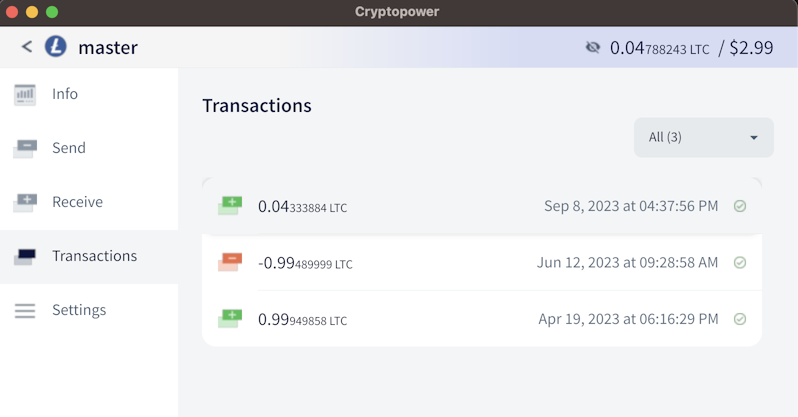 Cryptopower
master
0.04788243 LTC / $2.99
Info
Send
Receive
Transactions
Settings
Transactions
All (3)
0.04333884 LTC Sep 8, 2023 at 04:37:56 PM
-0.99489999 LTC Jun 12, 2023 at 09:28:58 AM
0.99949858 LTC Apr 19, 2023 at 06:16:29 PM